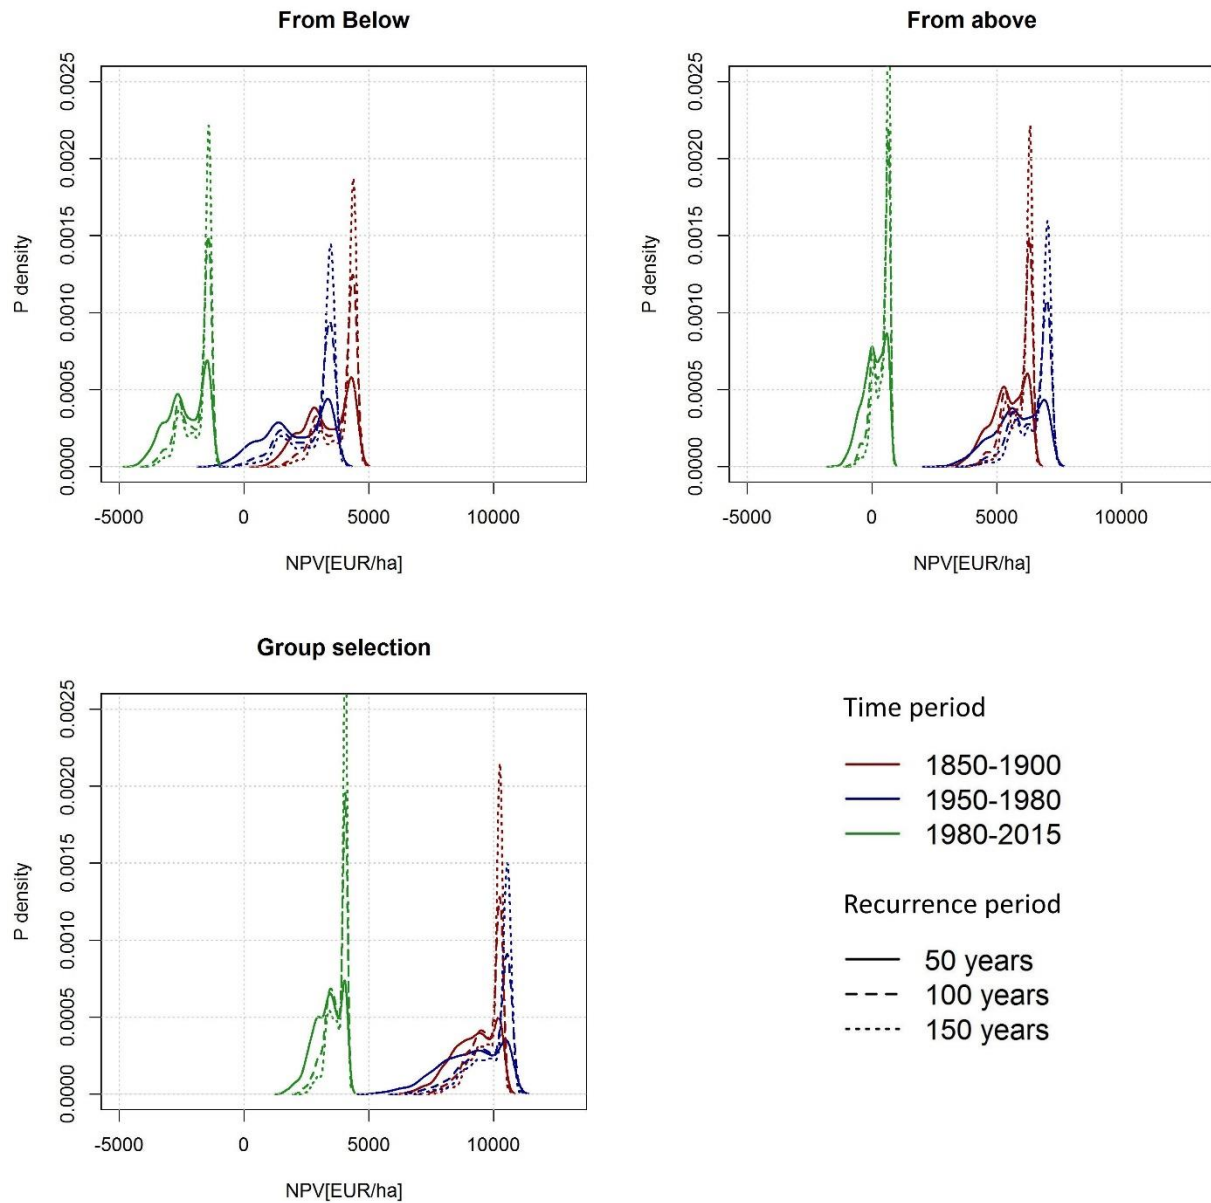 From Below
0.0025
0.0020
0.0015
0.0010
0.0005
0.0000
P density
-5000 0 5000 10000
NPV[EUR/ha]
From above
0.0025
0.0020
0.0015
0.0010
0.0005
0.0000
P density
-5000 0 5000 10000
NPV[EUR/ha]
Group selection
0.0025
0.0020
0.0015
0.0010
0.0005
0.0000
P density
-5000 0 5000 10000
NPV[EUR/ha]
Time period
1850-1900
1950-1980
1980-2015
Recurrence period
50 years
100 years
150 years